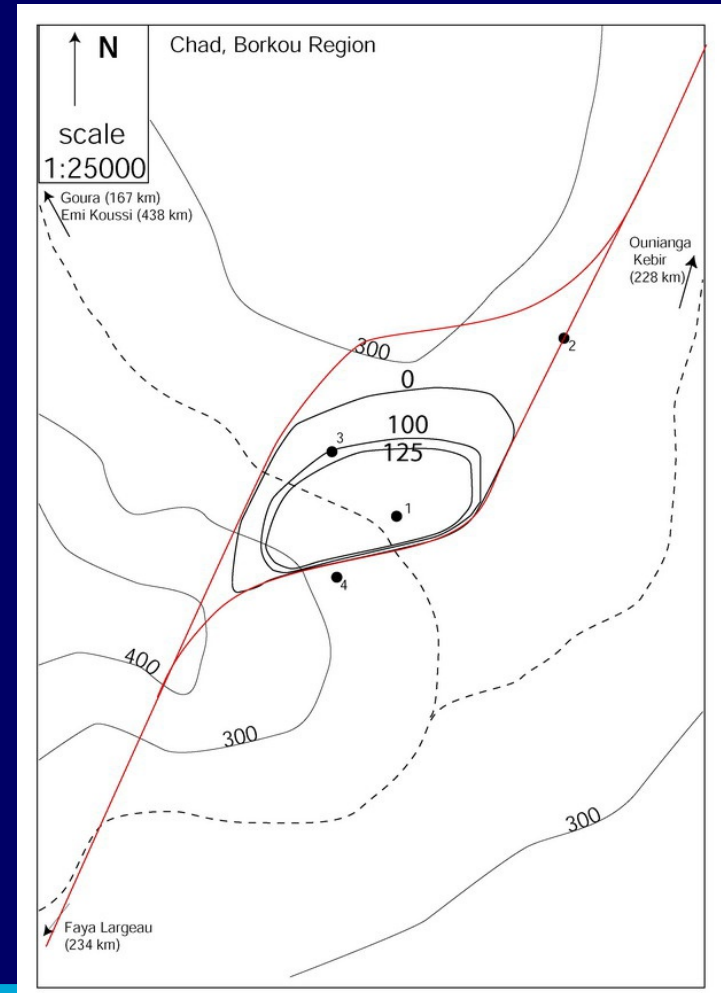 N
Chad, Borkou Region
scale
1:25000
Goura (167 km)
Emi Koussi (438 km)
Ounianga
Kebir
(228 km)
300
2
0
100
3
125
1
4
400
300
300
Faya Largeau
(234 km)